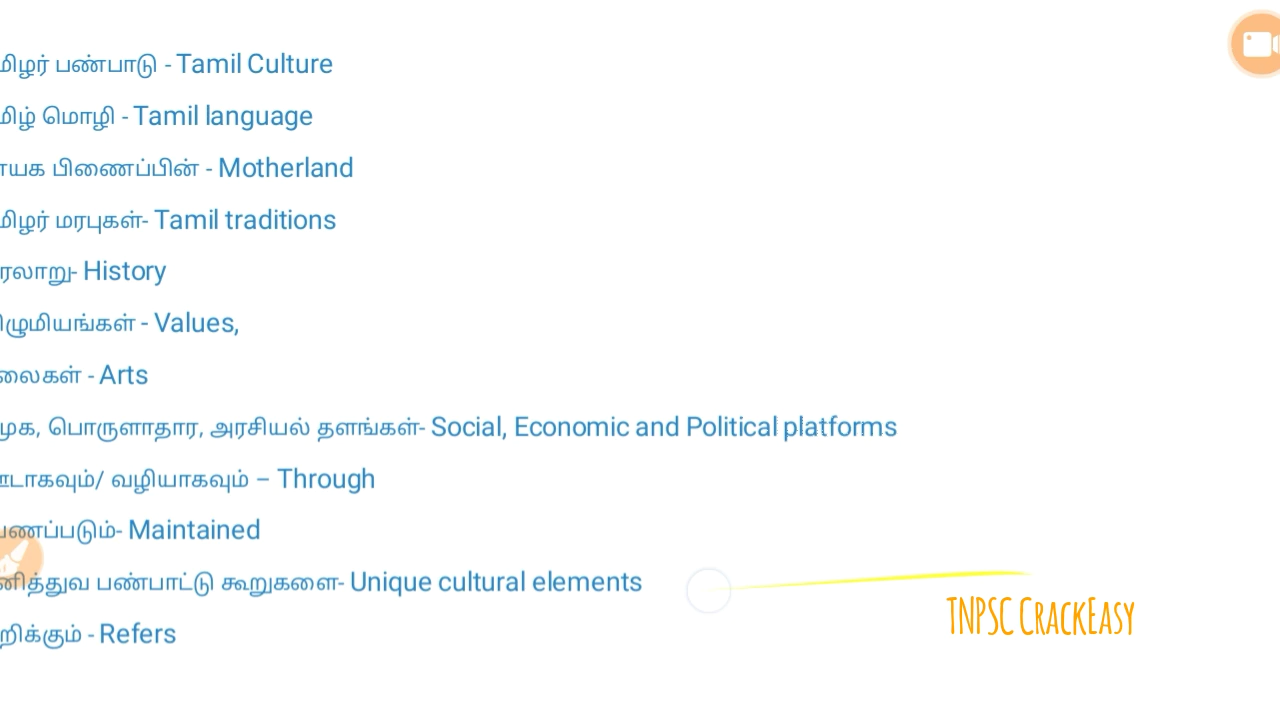 மிழர் பண்பாடு - Tamil Culture
மிழ் மொழி - Tamil language
யக பிணைப்பின் - Motherland
மிழர் மரபுகள்- Tamil traditions
ரலாறு- History
ழுமியங்கள் - Values,
லைகள் - Arts
முக, பொருளாதார, அரசியல் தளங்கள்- Social, Economic and Political platforms
டாகவும்/ வழியாகவும் – Through
ணப்படும்- Maintained
னித்துவ பண்பாட்டு கூறுகளை- Unique cultural elements
TNPSC CrackEasy
றிக்கும் - Refers